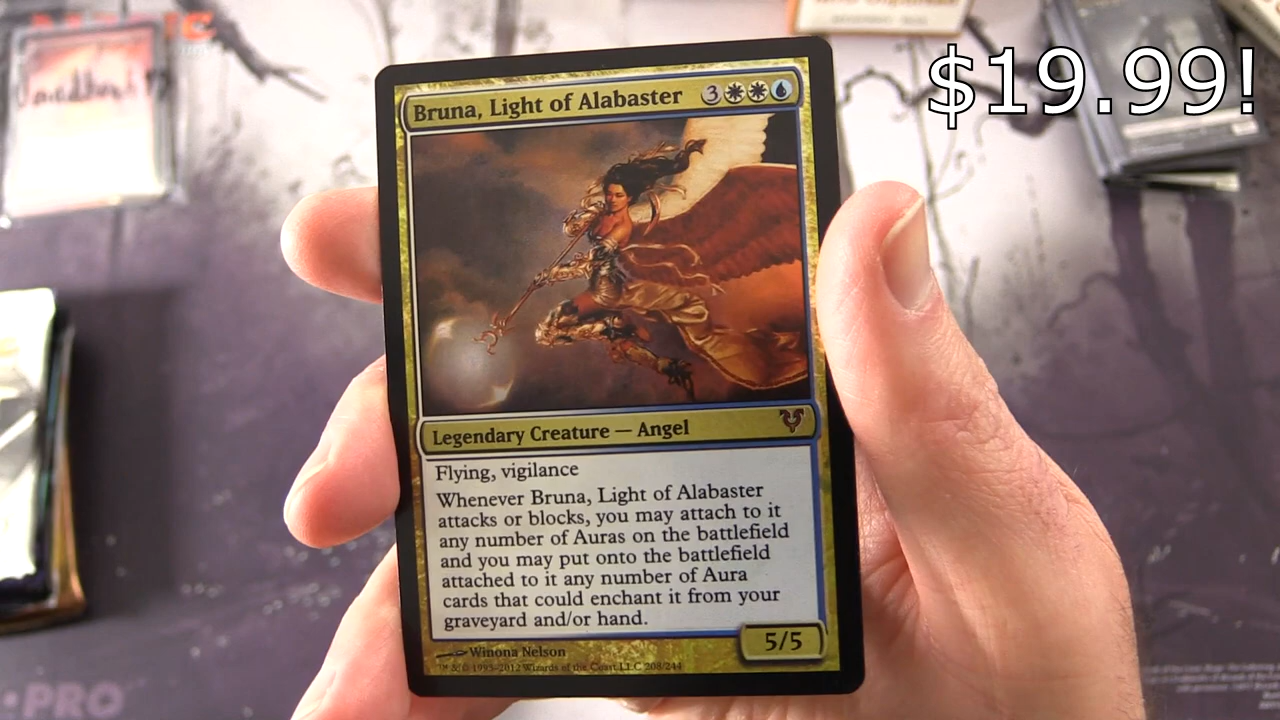 $19.99!
Bruna, Light of Alabaster 3
Legendary Creature — Angel
Flying, vigilance
Whenever Bruna, Light of Alabaster
attacks or blocks, you may attach to it
any number of Auras on the battlefield
and you may put onto the battlefield
attached to it any number of Aura
cards that could enchant it from your
graveyard and/or hand.
5/5
Winona Nelson
™ & © 1993–2012 Wizards of the Coast LLC 208/244
PRO